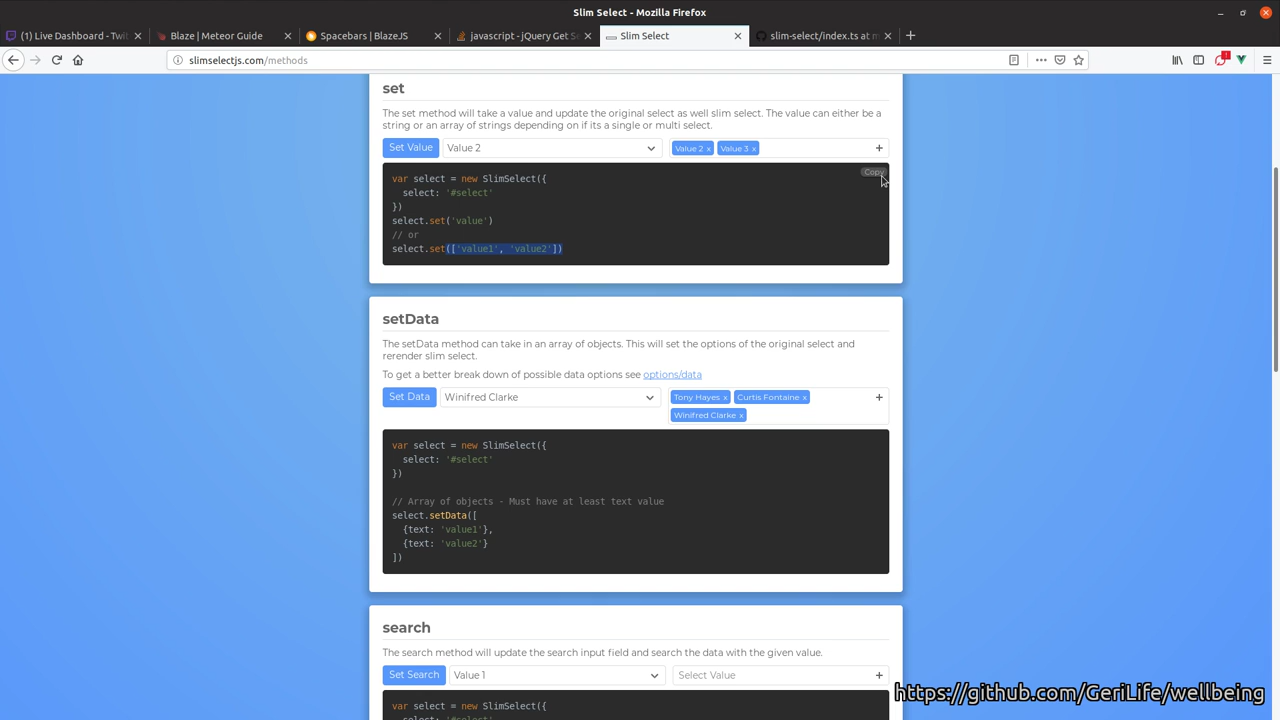 Slim Select - Mozilla Firefox
(1) Live Dashboard - Twit
Blaze | Meteor Guide
Spacebars | BlazeJS
javascript - jQuery Get Se
Slim Select
slim-select/index.ts at m
slimselectjs.com/methods
1
set
The set method will take a value and update the original select as well slim select. The value can either be a
string or an array of strings depending on if its a single or multi select.
Set Value Value 2 Value 2 x Value 3 x +
Copy
var select = new SlimSelect({
select: '#select'
})
select.set('value')
// or
select.set(['value1', 'value2'])
setData
The setData method can take in an array of objects. This will set the options of the original select and
rerender slim select.
To get a better break down of possible data options see options/data
Set Data Winifred Clarke Tony Hayes x Curtis Fontaine x +
Winifred Clarke x
var select = new SlimSelect({
select: '#select'
})
// Array of objects - Must have at least text value
select.setData([
{text: 'value1'},
{text: 'value2'}
])
search
The search method will update the search input field and search the data with the given value.
Set Search Value 1 Select Value +
https://github.com/GeriLife/wellbeing
var select = new SlimSelect({